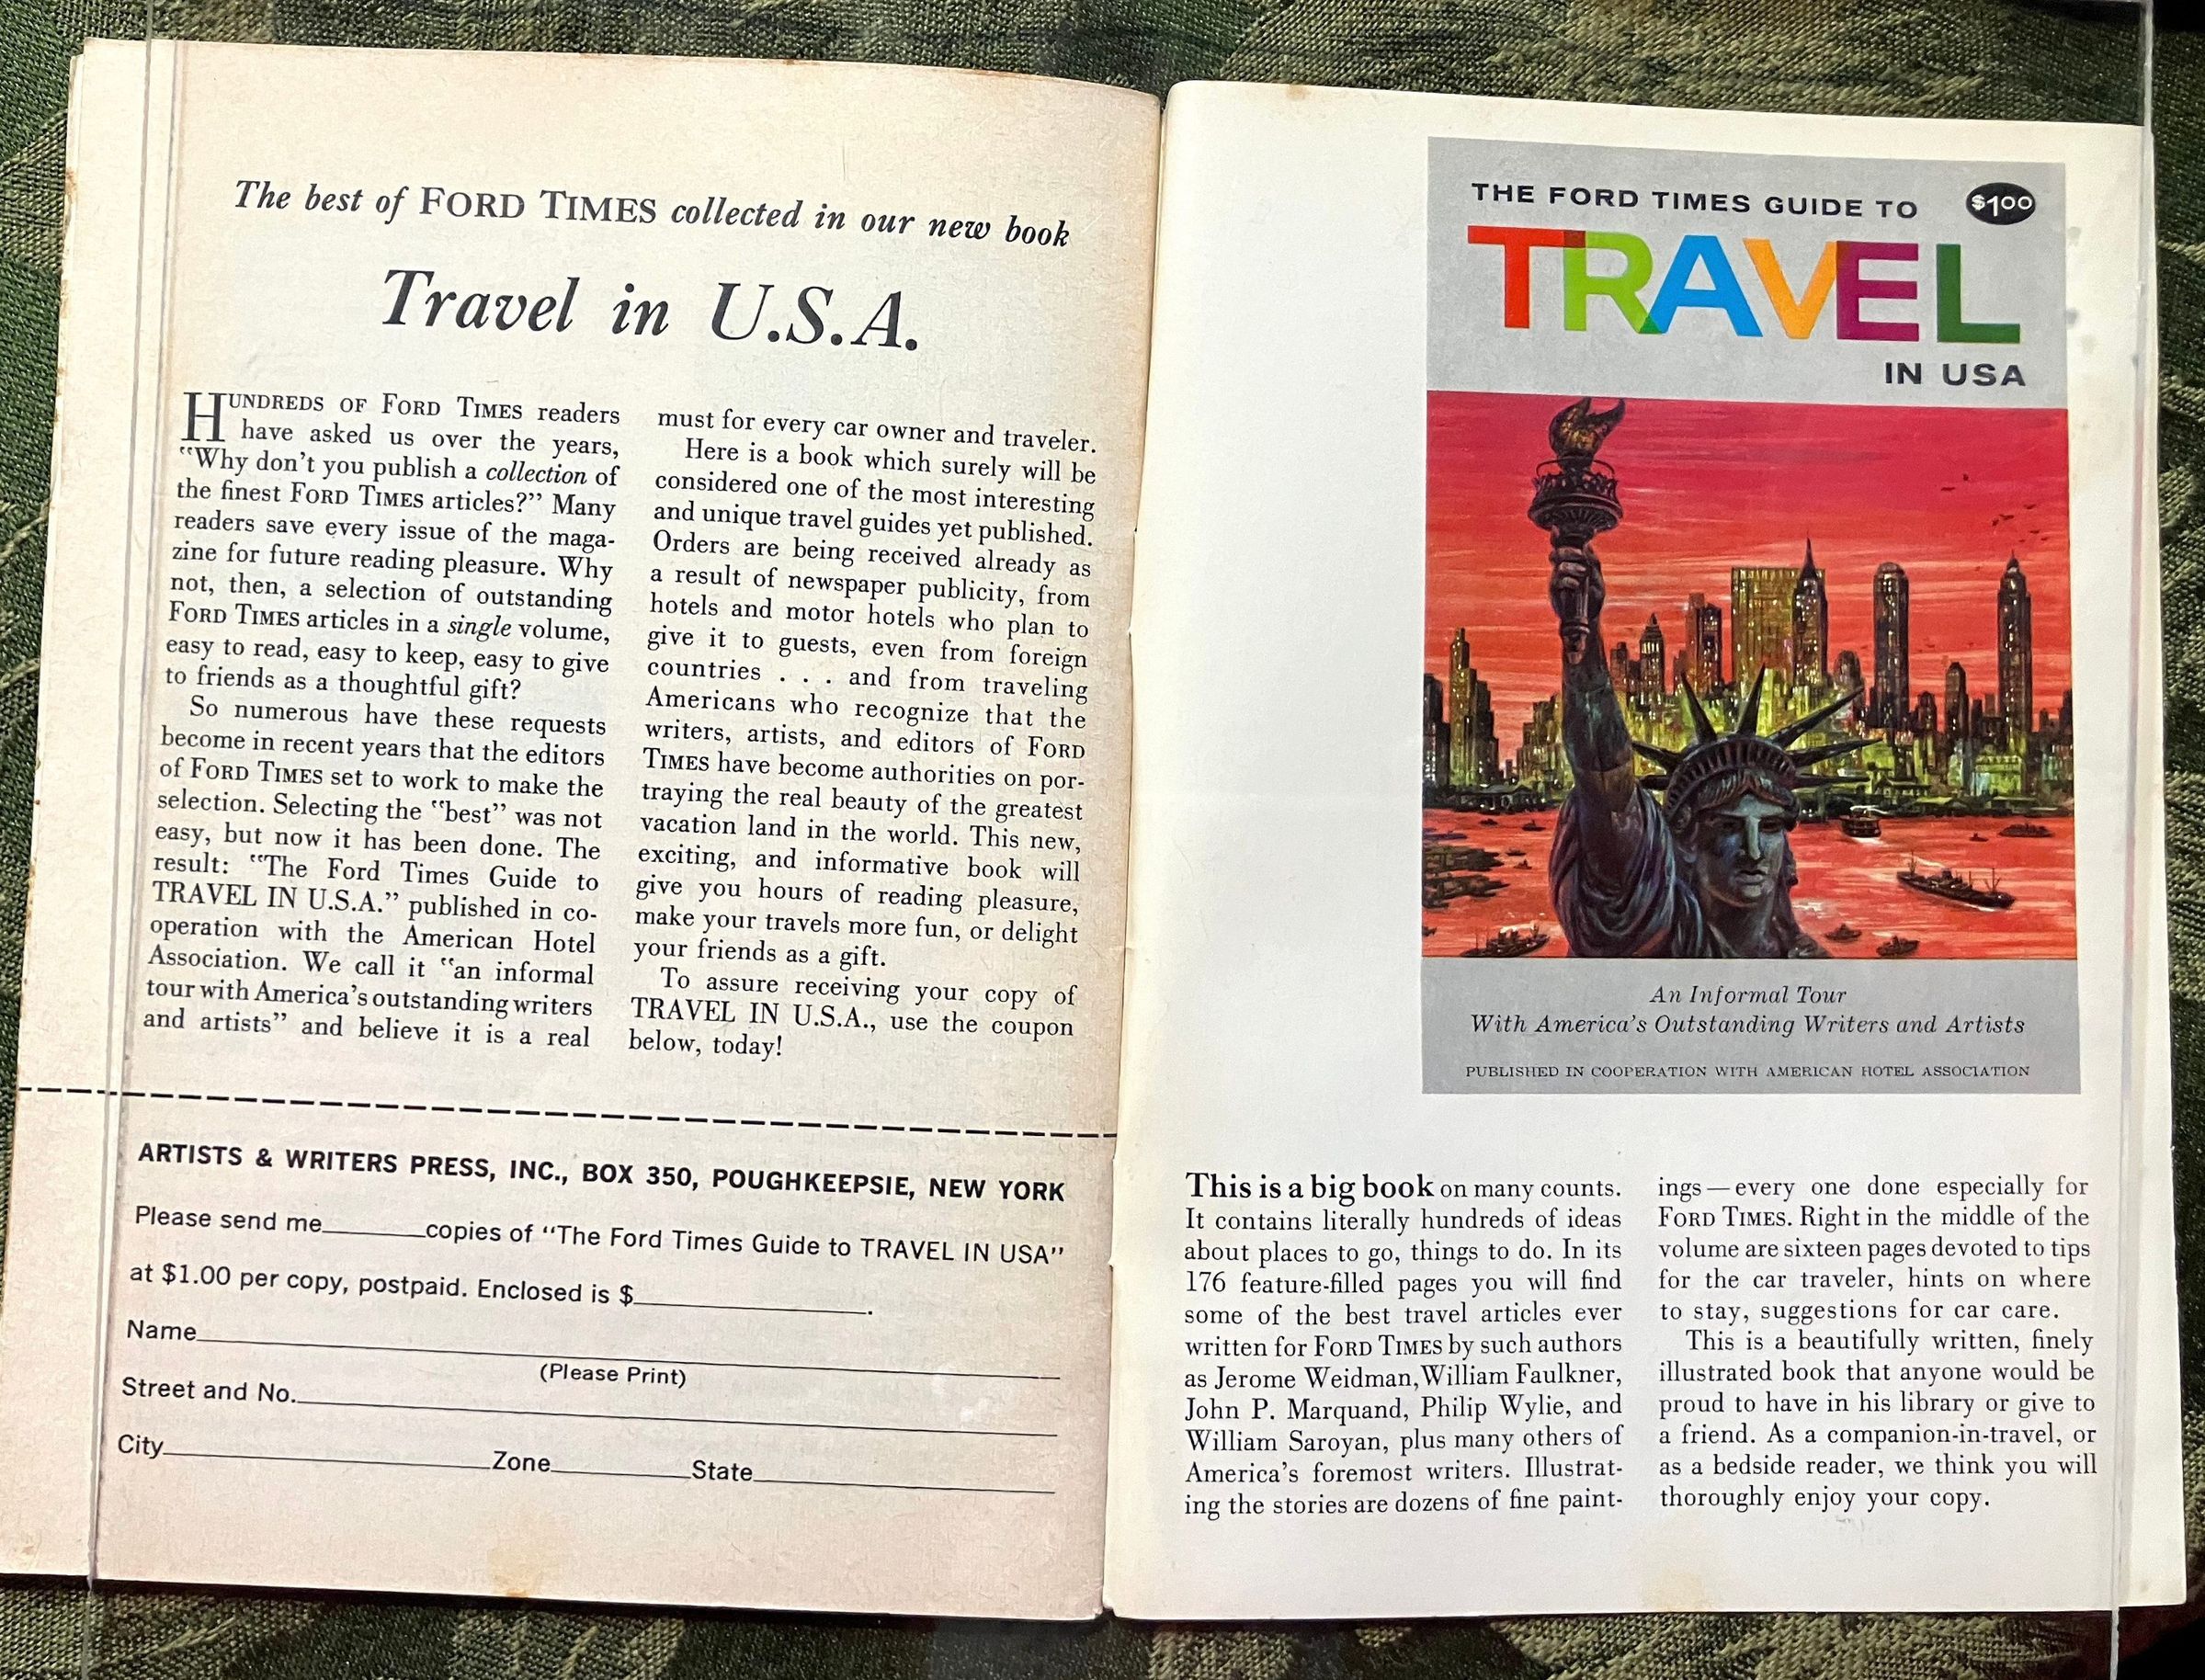 The best of FORD TIMES collected in our new book
Travel in U.S.A.
HUNDREDS OF FORD TIMES readers
have asked us over the years,
"Why don't you publish a collection of
the finest FORD TIMES articles?" Many
readers save every issue of the maga-
zine for future reading pleasure. Why
not, then, a selection of outstanding
FORD TIMES articles in a single volume,
easy to read, easy to keep, easy to give
to friends as a thoughtful gift?
So numerous have these requests
become in recent years that the editors
of FORD TIMES set to work to make the
selection. Selecting the "best" was not
easy, but now it has been done. The
result: "The Ford Times Guide to
TRAVEL IN U.S.A." published in co-
operation with the American Hotel
Association. We call it "an informal
tour with America's outstanding writers
and artists" and believe it is a real
must for every car owner and traveler.
Here is a book which surely will be
considered one of the most interesting
and unique travel guides yet published.
Orders are being received already as
a result of newspaper publicity, from
hotels and motor hotels who plan to
give it to guests, even from foreign
countries . . . and from traveling
Americans who recognize that the
writers, artists, and editors of FORD
TIMES have become authorities on por-
traying the real beauty of the greatest
vacation land in the world. This new,
exciting, and informative book will
give you hours of reading pleasure,
make your travels more fun, or delight
your friends as a gift.
To assure receiving your copy of
TRAVEL IN U.S.A., use the coupon
below, today!
ARTISTS & WRITERS PRESS, INC., BOX 350, POUGHKEEPSIE, NEW YORK
Please send me_______copies of "The Ford Times Guide to TRAVEL IN USA"
at $1.00 per copy, postpaid. Enclosed is $________________.
Name
(Please Print)
Street and No.
City Zone State
THE FORD TIMES GUIDE TO $1.00
TRAVEL
IN USA
An Informal Tour
With America's Outstanding Writers and Artists
PUBLISHED IN COOPERATION WITH AMERICAN HOTEL ASSOCIATION
This is a big book on many counts.
It contains literally hundreds of ideas
about places to go, things to do. In its
176 feature-filled pages you will find
some of the best travel articles ever
written for FORD TIMES by such authors
as Jerome Weidman, William Faulkner,
John P. Marquand, Philip Wylie, and
William Saroyan, plus many others of
America's foremost writers. Illustrat-
ing the stories are dozens of fine paint-
ings—every one done especially for
FORD TIMES. Right in the middle of the
volume are sixteen pages devoted to tips
for the car traveler, hints on where
to stay, suggestions for car care.
This is a beautifully written, finely
illustrated book that anyone would be
proud to have in his library or give to
a friend. As a companion-in-travel, or
as a bedside reader, we think you will
thoroughly enjoy your copy.